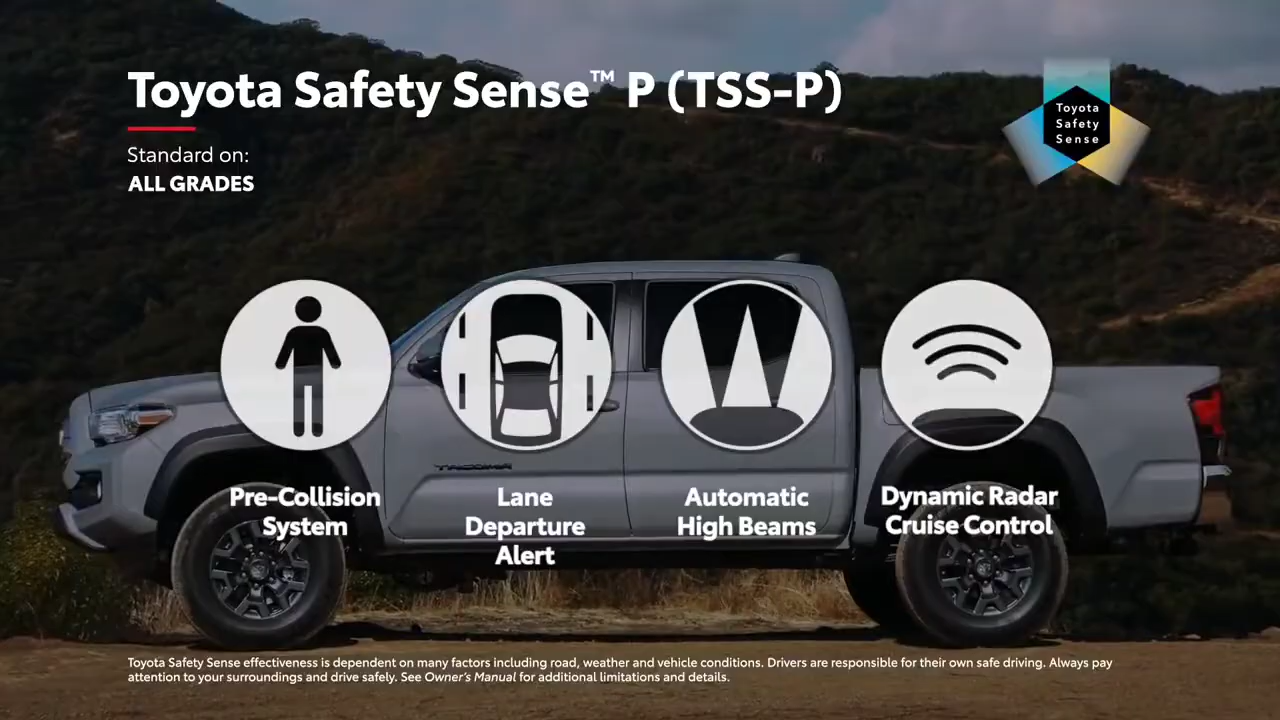 Toyota Safety Sense™ P (TSS-P)
Standard on:
ALL GRADES
Toyota
Safety
Sense
Pre-Collision
System
Lane
Departure
Alert
Automatic
High Beams
Dynamic Radar
Cruise Control
TACOMA
Toyota Safety Sense effectiveness is dependent on many factors including road, weather and vehicle conditions. Drivers are responsible for their own safe driving. Always pay
attention to your surroundings and drive safely. See Owner's Manual for additional limitations and details.